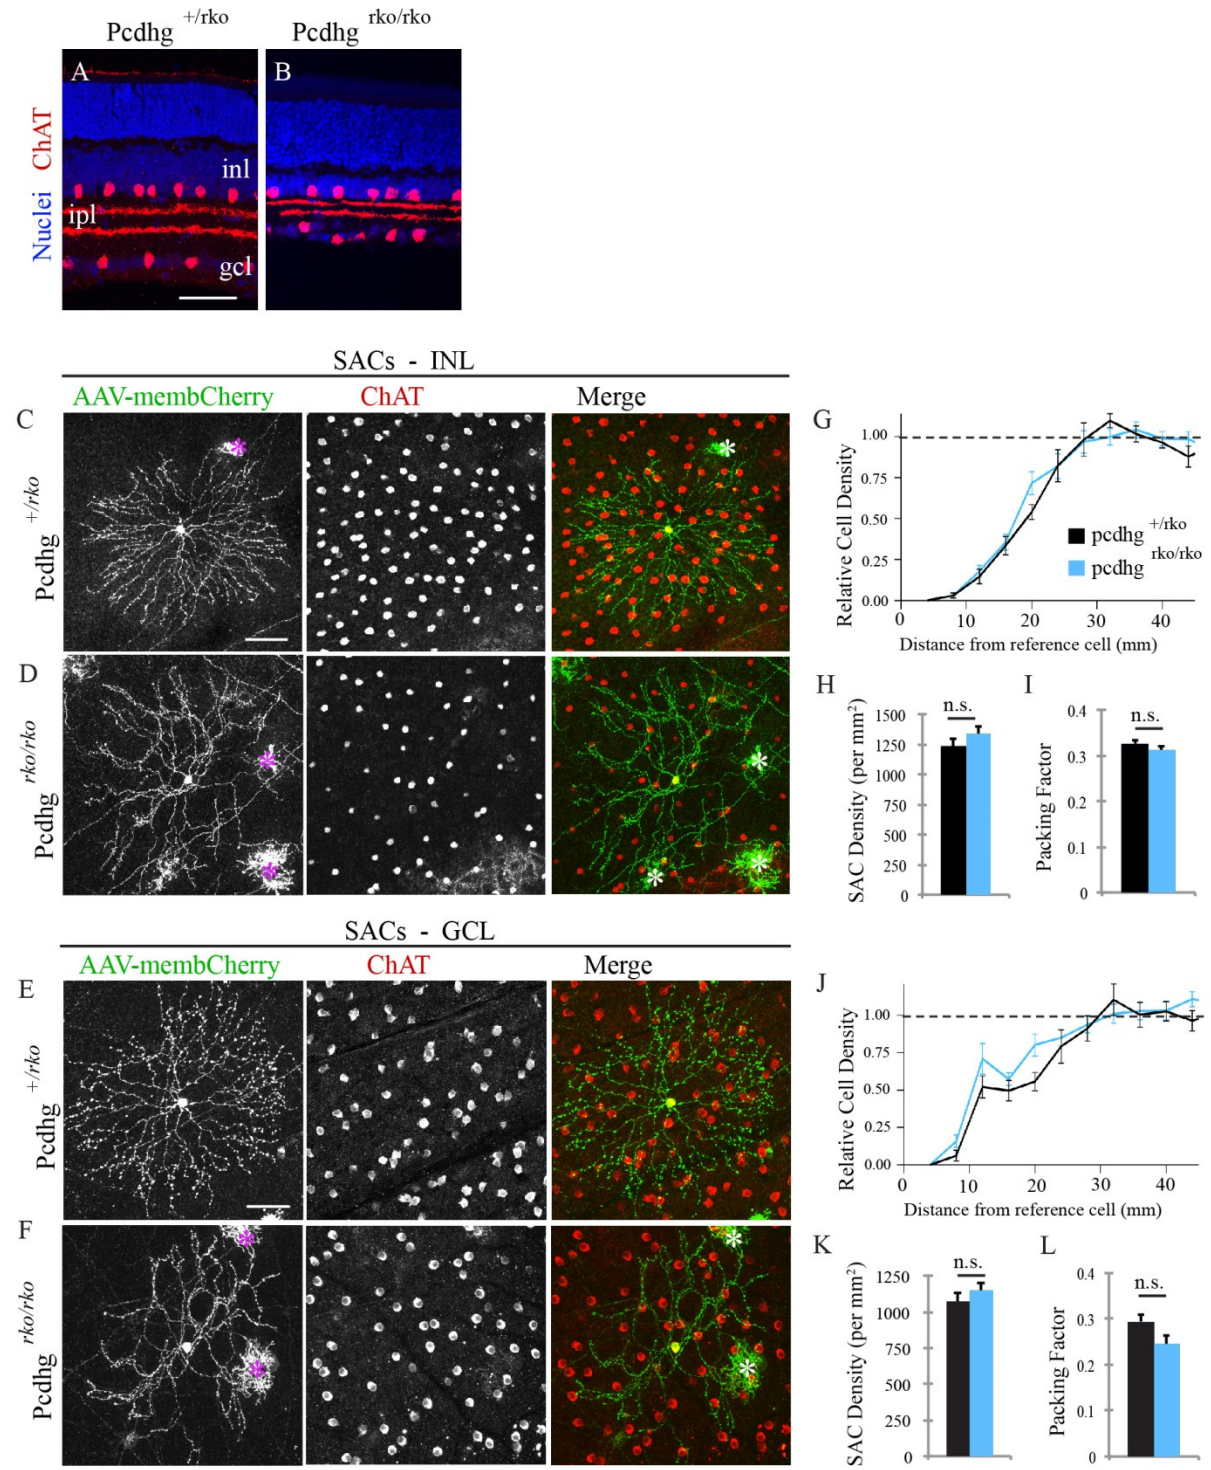 Pcdhg +/rko
Pcdhg rko/rko
Nuclei ChAT
A
B
inl
ipl
gcl
SACs - INL
AAV-membCherry ChAT Merge
C
Pcdhg +/rko
*
*
D
Pcdhg rko/rko
*
*
*
*
*
G
Relative Cell Density
1.00
0.75
0.50
0.25
0.00
0 10 20 30 40
Distance from reference cell (mm)
pcdhg +/rko
pcdhg rko/rko
H
SAC Density (per mm²)
1500
1250
1000
750
500
250
0
n.s.
I
Packing Factor
0.4
0.3
0.2
0.1
0
n.s.
SACs - GCL
AAV-membCherry ChAT Merge
E
Pcdhg +/rko
F
Pcdhg rko/rko
*
*
*
*
J
Relative Cell Density
1.00
0.75
0.50
0.25
0.00
0 10 20 30 40
Distance from reference cell (mm)
K
SAC Density (per mm²)
1250
1000
750
500
250
0
n.s.
L
Packing Factor
0.4
0.3
0.2
0.1
0
n.s.